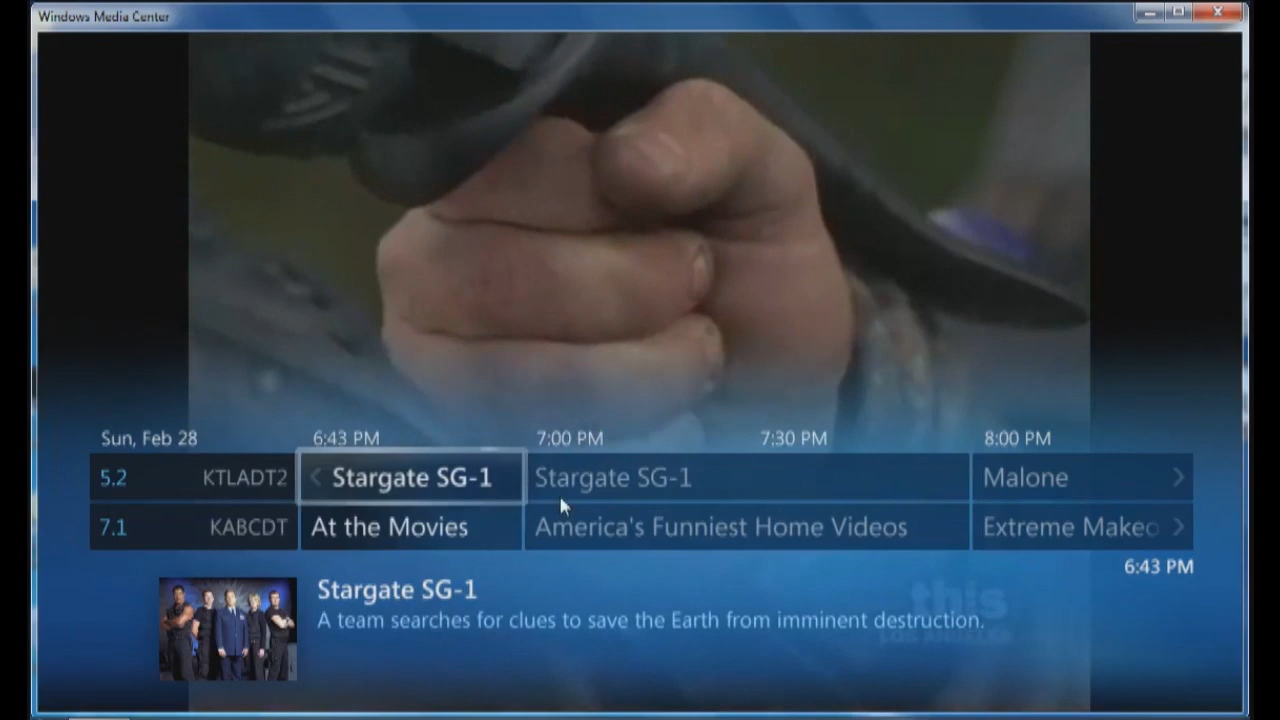 Windows Media Center
Sun, Feb 28 6:43 PM 7:00 PM 7:30 PM 8:00 PM
5.2 KTLADT2 Stargate SG-1 Stargate SG-1 Malone
7.1 KABCDT At the Movies America's Funniest Home Videos Extreme Makeo
6:43 PM
Stargate SG-1
A team searches for clues to save the Earth from imminent destruction.
this
LOS ANGELES